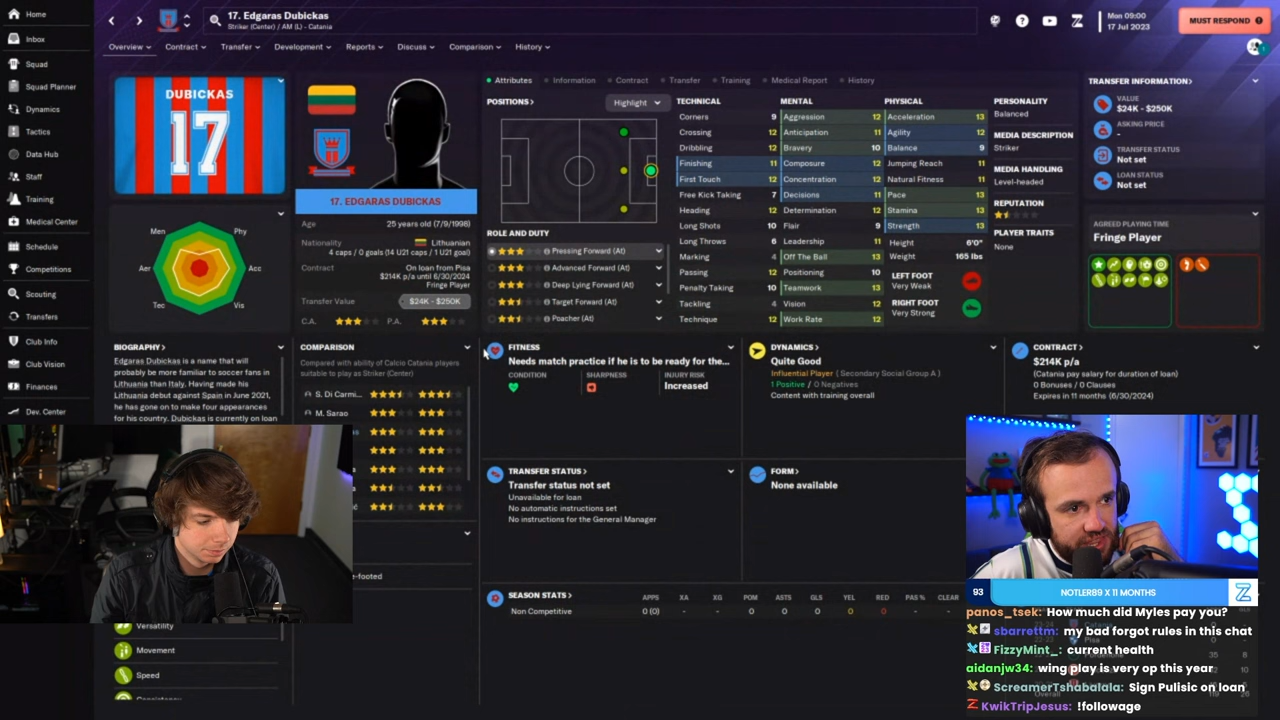 Home
Inbox
Squad
Squad Planner
Dynamics
Tactics
Data Hub
Staff
Training
Medical Center
Schedule
Competitions
Scouting
Transfers
Club Info
Club Vision
Finances
Dev. Center
17. Edgaras Dubickas
Striker (Center) / AM (L) - Catania
Mon 09:00
17 Jul 2023
MUST RESPOND
Overview Contract Transfer Development Reports Discuss Comparison History
DUBICKAS
17
Men Phy
Aer Acc
Tec Vis
17. EDGARAS DUBICKAS
Age 25 years old (7/9/1998)
Nationality Lithuanian
4 caps / 0 goals (14 U21 caps / 1 U21 goal)
Contract On loan from Pisa
$214K p/a until 6/30/2024
Fringe Player
Transfer Value $24K - $250K
C.A. P.A.
Attributes Information Contract Transfer Training Medical Report History
POSITIONS >
Highlight
ROLE AND DUTY
Pressing Forward (At)
Advanced Forward (At)
Deep Lying Forward (At)
Target Forward (At)
Poacher (At)
TECHNICAL
Corners 9
Crossing 12
Dribbling 12
Finishing 11
First Touch 12
Free Kick Taking 7
Heading 12
Long Shots 10
Long Throws 6
Marking 4
Passing 12
Penalty Taking 10
Tackling 4
Technique 12
MENTAL
Aggression 12
Anticipation 11
Bravery 10
Composure 12
Concentration 12
Decisions 11
Determination 12
Flair 9
Leadership 11
Off The Ball 13
Positioning 10
Teamwork 13
Vision 12
Work Rate 12
PHYSICAL
Acceleration 13
Agility 12
Balance 9
Jumping Reach 11
Natural Fitness 11
Pace 13
Stamina 13
Strength 13
Height 6'0"
Weight 165 lbs
LEFT FOOT
Very Weak
RIGHT FOOT
Very Strong
PERSONALITY
Balanced
MEDIA DESCRIPTION
Striker
MEDIA HANDLING
Level-headed
REPUTATION
PLAYER TRAITS
None
TRANSFER INFORMATION >
VALUE
$24K - $250K
ASKING PRICE
-
TRANSFER STATUS
Not set
LOAN STATUS
Not set
AGREED PLAYING TIME
Fringe Player
BIOGRAPHY >
Edgaras Dubickas is a name that will
probably be more familiar to soccer fans in
Lithuania than Italy. Having made his
Lithuania debut against Spain in June 2021,
he has gone on to make four appearances
for his country. Dubickas is currently on loan
COMPARISON
Compared with ability of Calcio Catania players
suitable to play as Striker (Center)
S. Di Carmi...
M. Sarao
e-footed
Versatility
Movement
Speed
Consistency
FITNESS
Needs match practice if he is to be ready for the...
CONDITION SHARPNESS INJURY RISK
Increased
DYNAMICS >
Quite Good
Influential Player ( Secondary Social Group A )
1 Positive / 0 Negatives
Content with training overall
CONTRACT >
$214K p/a
(Catania pay salary for duration of loan)
0 Bonuses / 0 Clauses
Expires in 11 months (6/30/2024)
TRANSFER STATUS >
Transfer status not set
Unavailable for loan
No automatic instructions set
No instructions for the General Manager
FORM >
None available
SEASON STATS > APPS XA XG POM ASTS GLS YEL RED PAS % CLEAR
Non Competitive 0 (0) - - 0 0 0 0 0 - -
93 NOTLER89 X 11 MONTHS
panos_tsek: How much did Myles pay you?
sbarrettm: my bad forgot rules in this chat
FizzyMint_: current health
aidanjw34: wing play is very op this year
ScreamerTshabalala: Sign Pulisic on loan
KwikTripJesus: !followage